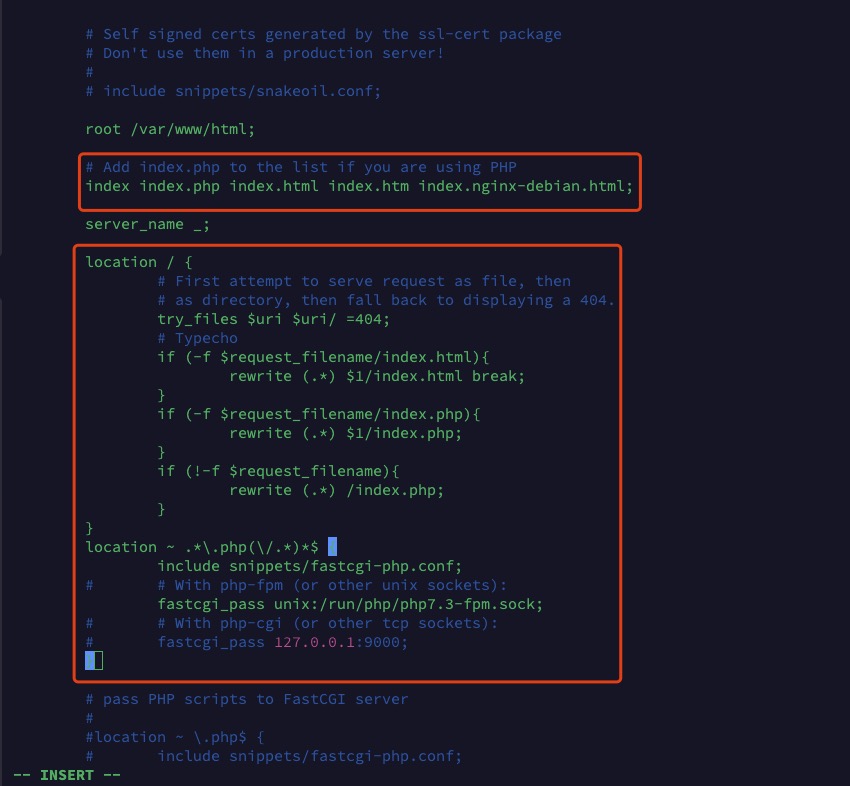 # Self signed certs generated by the ssl-cert package
# Don't use them in a production server!
#
# include snippets/snakeoil.conf;
root /var/www/html;
# Add index.php to the list if you are using PHP
index index.php index.html index.htm index.nginx-debian.html;
server_name _;
location / {
# First attempt to serve request as file, then
# as directory, then fall back to displaying a 404.
try_files $uri $uri/ =404;
# Typecho
if (-f $request_filename/index.html){
rewrite (.*) $1/index.html break;
}
if (-f $request_filename/index.php){
rewrite (.*) $1/index.php;
}
if (!-f $request_filename){
rewrite (.*) /index.php;
}
}
location ~ .*\.php(\/.*)*$
include snippets/fastcgi-php.conf;
# # With php-fpm (or other unix sockets):
fastcgi_pass unix:/run/php/php7.3-fpm.sock;
# # With php-cgi (or other tcp sockets):
# fastcgi_pass 127.0.0.1:9000;
# pass PHP scripts to FastCGI server
#
#location ~ \.php$ {
# include snippets/fastcgi-php.conf;
-- INSERT --